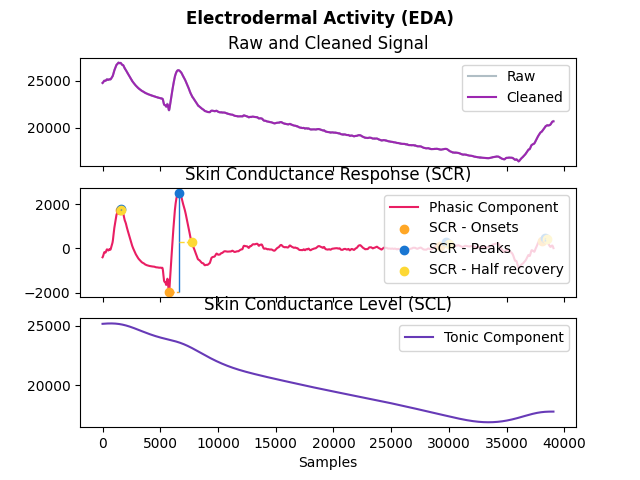 Electrodermal Activity (EDA)
Raw and Cleaned Signal
25000
20000
Raw
Cleaned
Skin Conductance Response (SCR)
2000
0
−2000
Phasic Component
SCR - Onsets
SCR - Peaks
SCR - Half recovery
Skin Conductance Level (SCL)
25000
20000
Tonic Component
0 5000 10000 15000 20000 25000 30000 35000 40000
Samples